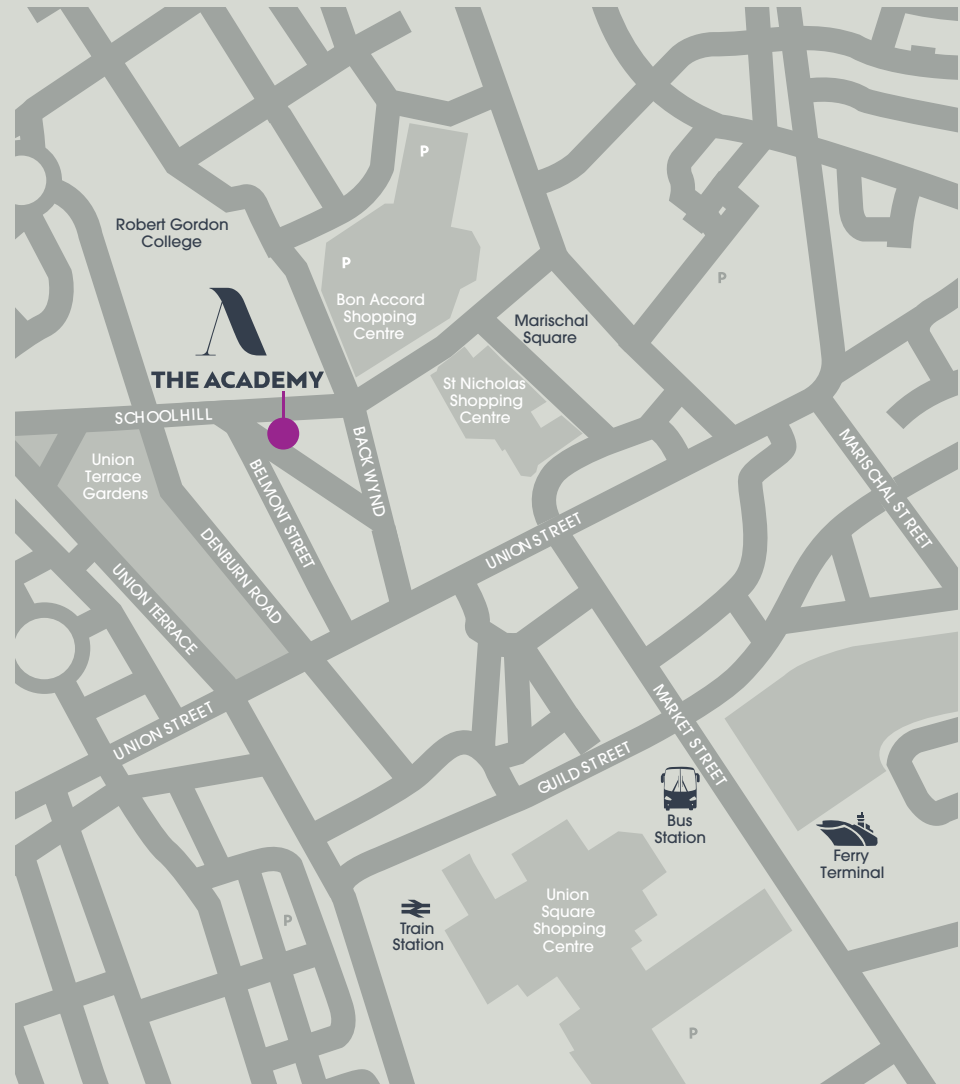 P
Robert Gordon
College
P
Bon Accord
Shopping
Centre
P
Marischal
Square
THE ACADEMY
St Nicholas
Shopping
Centre
SCHOOLHILL
BACK WYND
MARISCHAL STREET
Union
Terrace
Gardens
BELMONT STREET
UNION STREET
DENBURN ROAD
UNION TERRACE
UNION STREET
MARKET STREET
GUILD STREET
Bus
Station
Ferry
Terminal
Union
Square
Shopping
Centre
P
Train
Station
P